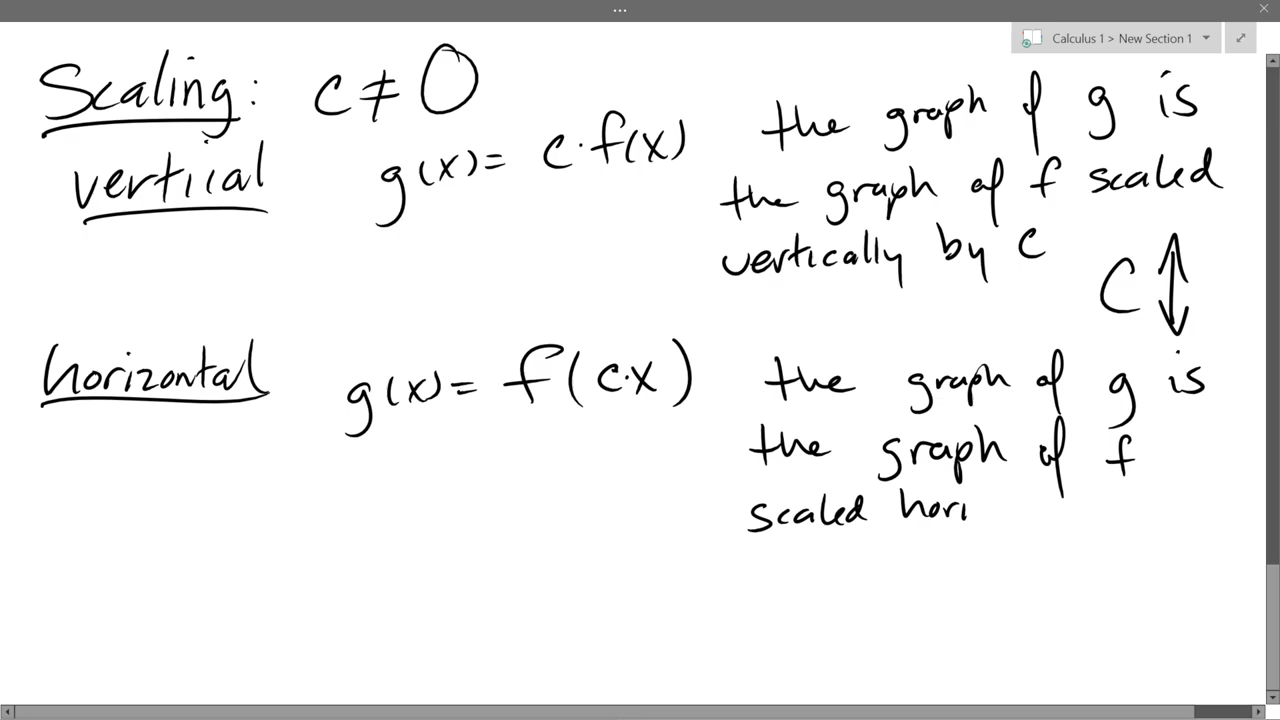 ...
Calculus 1 > New Section 1
Scaling: c ≠ 0
vertical g(x) = c·f(x) the graph of g is
the graph of f scaled
vertically by c
C ↕
horizontal g(x) = f(c·x) the graph of g is
the graph of f
scaled hori